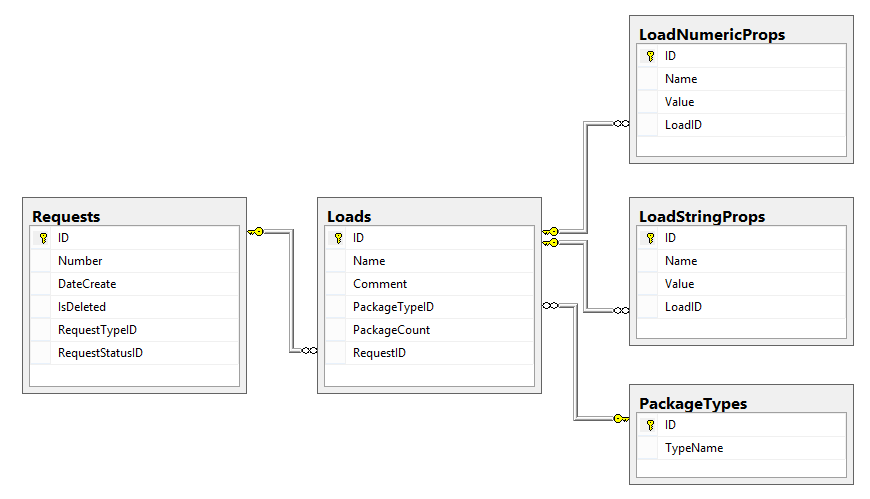 Requests
ID
Number
DateCreate
IsDeleted
RequestTypeID
RequestStatusID
Loads
ID
Name
Comment
PackageTypeID
PackageCount
RequestID
LoadNumericProps
ID
Name
Value
LoadID
LoadStringProps
ID
Name
Value
LoadID
PackageTypes
ID
TypeName